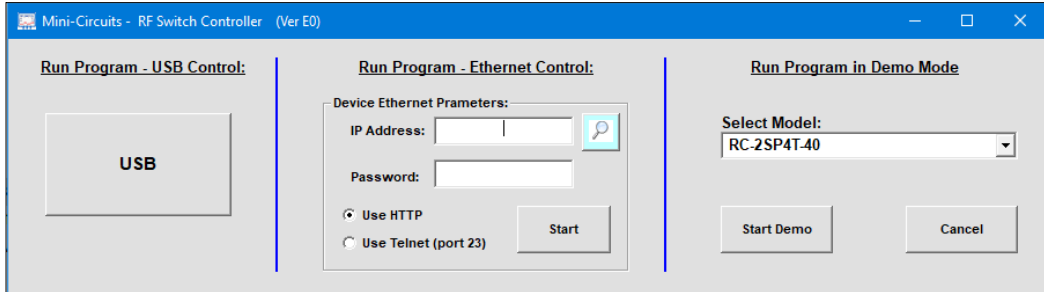 Mini-Circuits - RF Switch Controller (Ver E0)
Run Program - USB Control:
USB
Run Program - Ethernet Control:
Device Ethernet Prameters:
IP Address:
Password:
Use HTTP
Use Telnet (port 23)
Start
Run Program in Demo Mode
Select Model:
RC-2SP4T-40
Start Demo
Cancel